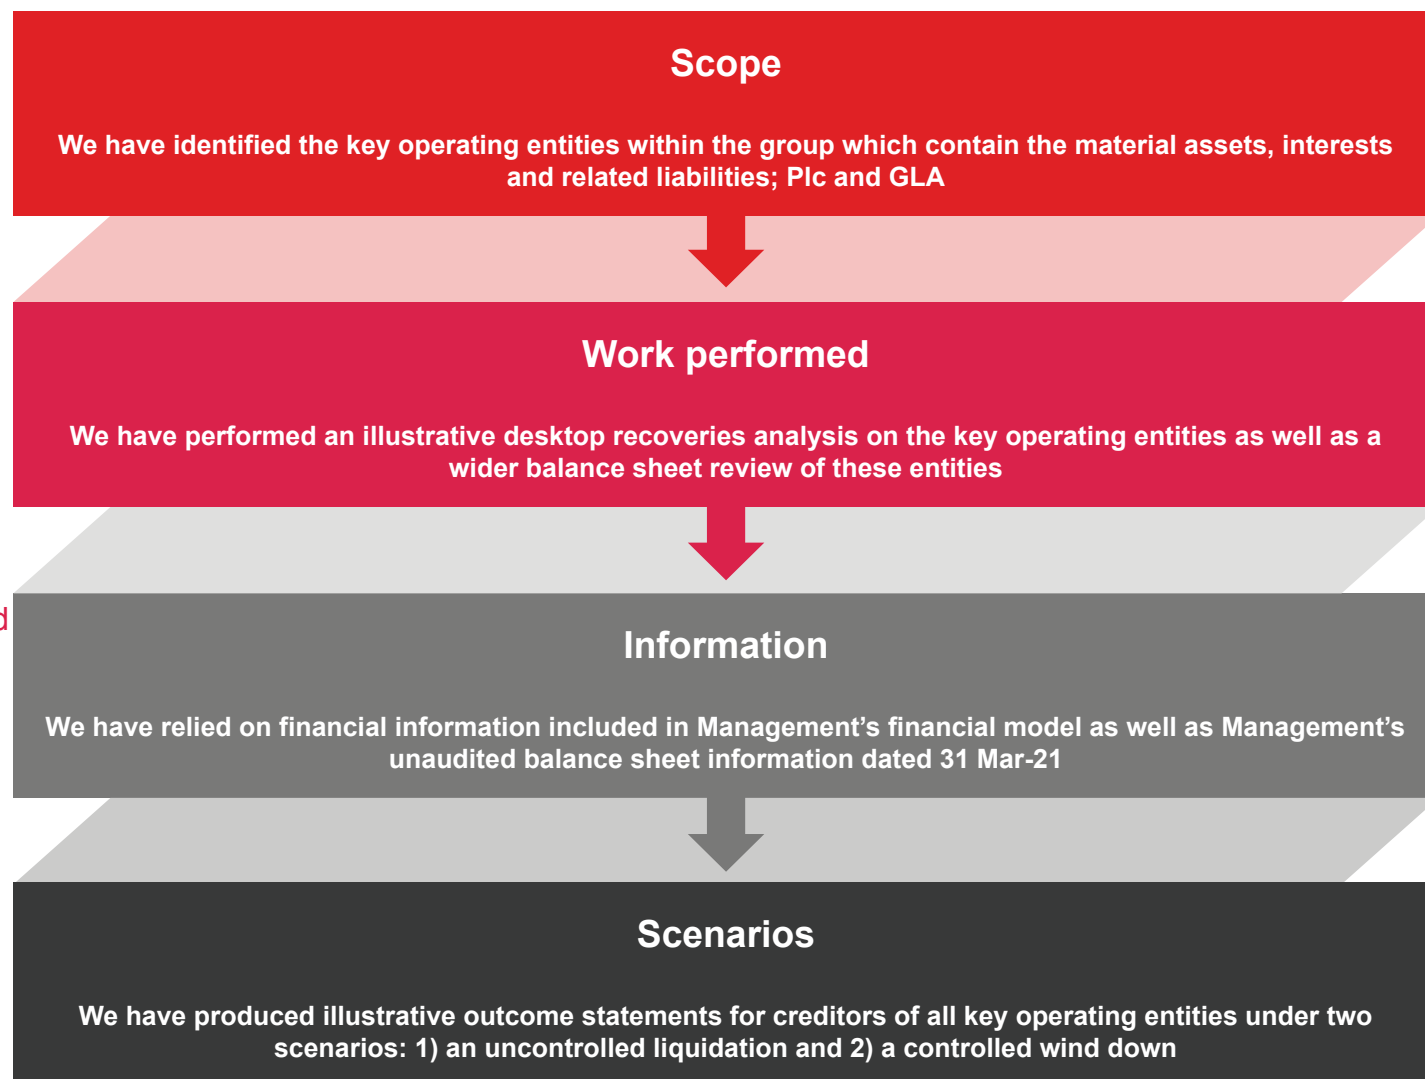 Scope
We have identified the key operating entities within the group which contain the material assets, interests
and related liabilities; Plc and GLA
Work performed
We have performed an illustrative desktop recoveries analysis on the key operating entities as well as a
wider balance sheet review of these entities
Information
We have relied on financial information included in Management’s financial model as well as Management’s
unaudited balance sheet information dated 31 Mar-21
Scenarios
We have produced illustrative outcome statements for creditors of all key operating entities under two
scenarios: 1) an uncontrolled liquidation and 2) a controlled wind down